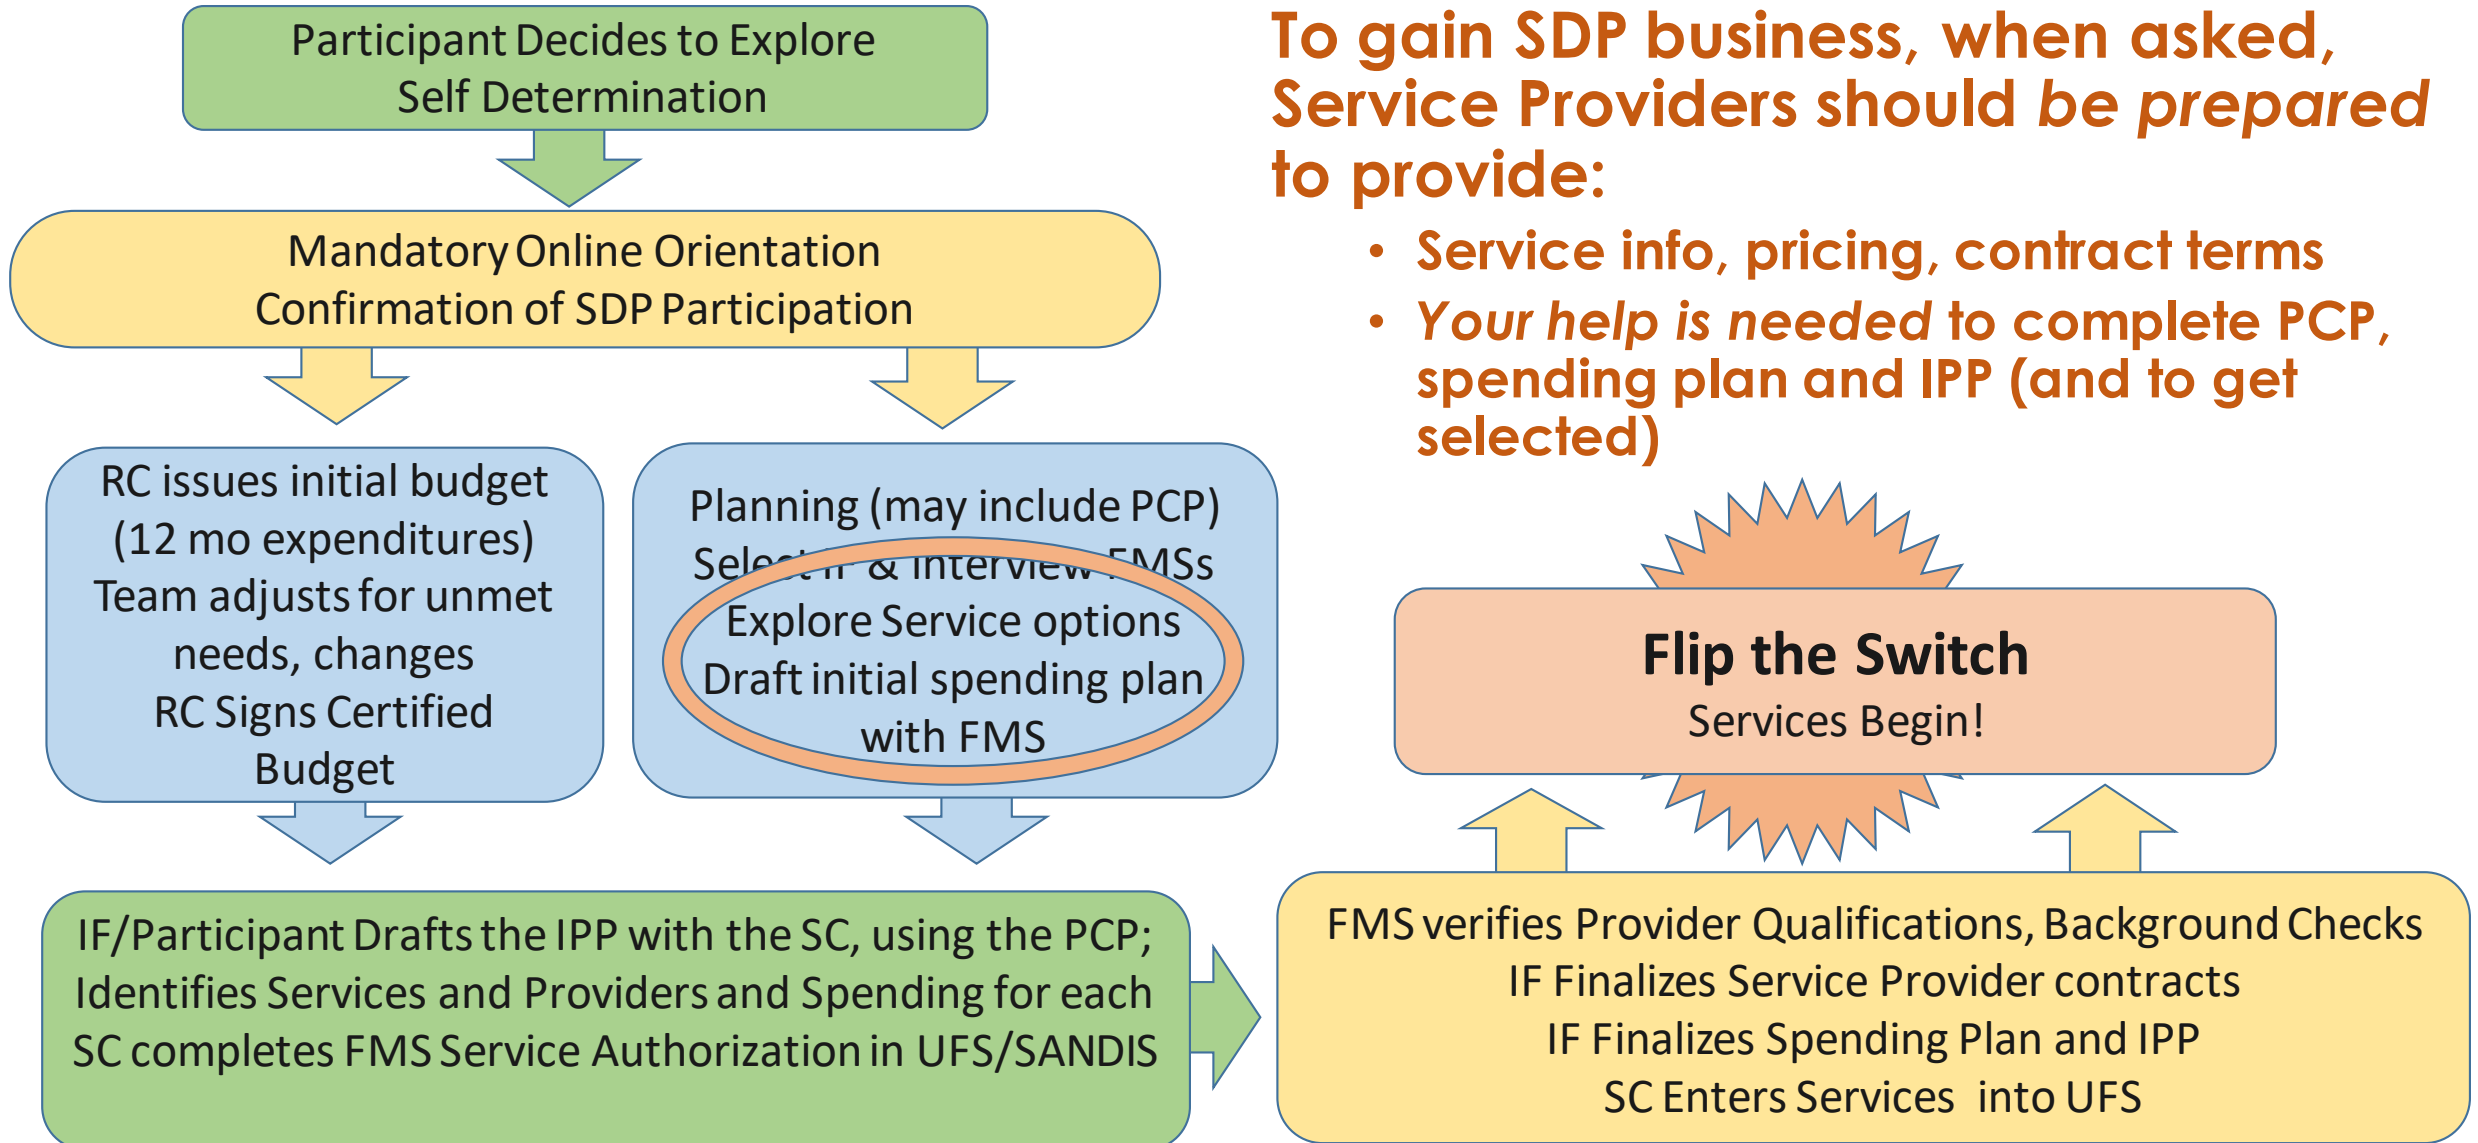 Participant Decides to Explore
Self Determination
To gain SDP business, when asked,
Service Providers should be prepared
to provide:
• Service info, pricing, contract terms
• Your help is needed to complete PCP,
spending plan and IPP (and to get
selected)
Mandatory Online Orientation
Confirmation of SDP Participation
RC issues initial budget
(12 mo expenditures)
Team adjusts for unmet
needs, changes
RC Signs Certified
Budget
Planning (may include PCP)
Select IF & interview FMSs
Explore Service options
Draft initial spending plan
with FMS
IF/Participant Drafts the IPP with the SC, using the PCP;
Identifies Services and Providers and Spending for each
SC completes FMS Service Authorization in UFS/SANDIS
FMS verifies Provider Qualifications, Background Checks
IF Finalizes Service Provider contracts
IF Finalizes Spending Plan and IPP
SC Enters Services into UFS
Flip the Switch
Services Begin!